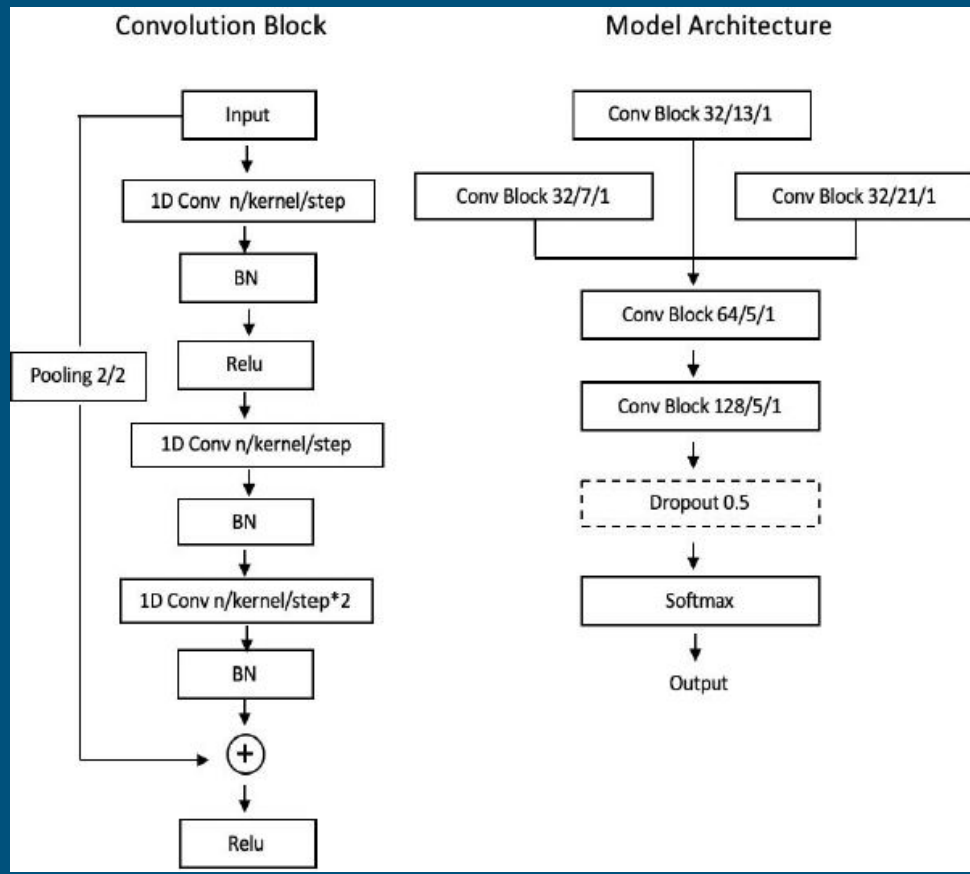 Convolution Block
Input
1D Conv n/kernel/step
BN
Relu
Pooling 2/2
1D Conv n/kernel/step
BN
1D Conv n/kernel/step*2
BN
+
Relu
Model Architecture
Conv Block 32/13/1
Conv Block 32/7/1
Conv Block 32/21/1
Conv Block 64/5/1
Conv Block 128/5/1
Dropout 0.5
Softmax
Output